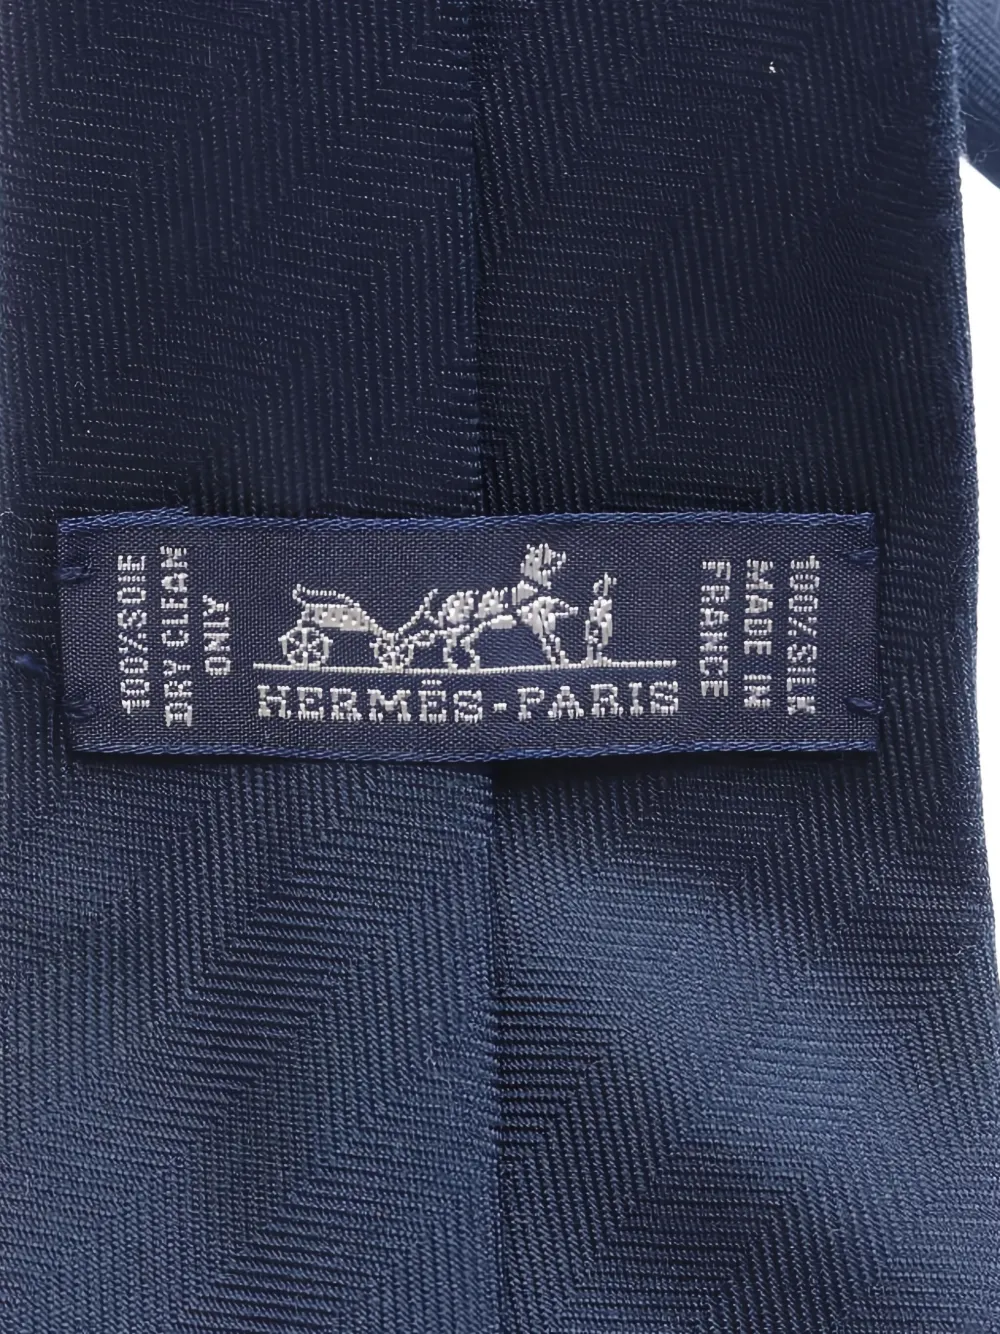 100%SOIE
DRY CLEAN
ONLY
HERMÈS-PARIS
100%SILK
MADE IN
FRANCE